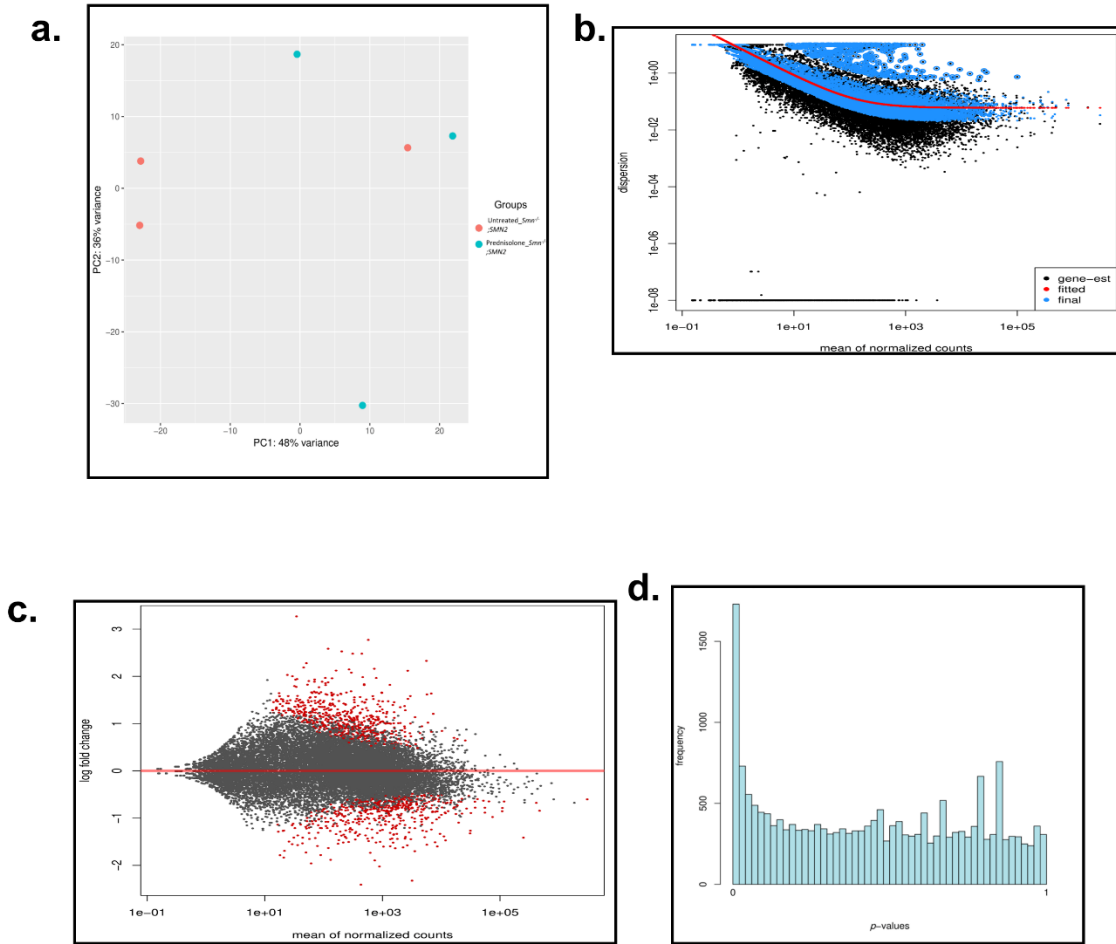 a.
20
10
0
−10
−20
−30
−20
−10
0
10
20
PC2: 36% variance
PC1: 48% variance
Groups
Untreated_Smn-/-
;SMN2
Prednisolone_Smn-/-
;SMN2
b.
1e+00
1e−02
1e−04
1e−06
1e−08
dispersion
gene−est
fitted
final
1e−01
1e+01
1e+03
1e+05
mean of normalized counts
c.
3
2
1
0
−1
−2
log fold change
1e−01
1e+01
1e+03
1e+05
mean of normalized counts
d.
1500
1000
500
0
frequency
0
1
p−values